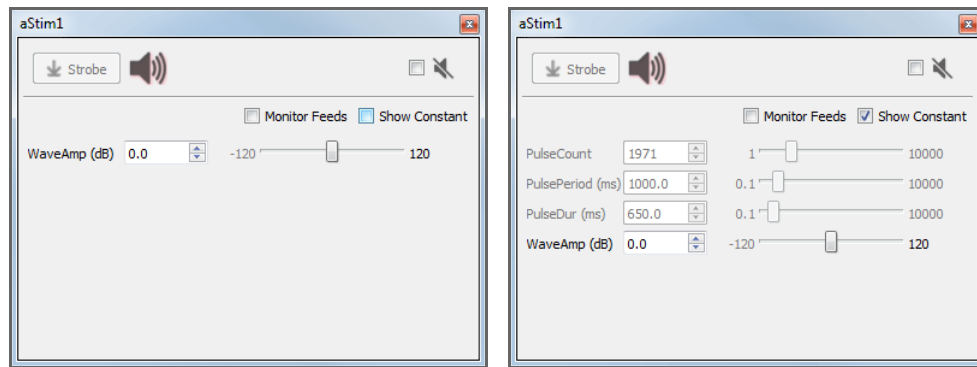 aStim1
Strobe
Monitor Feeds Show Constant
WaveAmp (dB) 0.0 -120 120
aStim1
Strobe
Monitor Feeds Show Constant
PulseCount 1971 1 10000
PulsePeriod (ms) 1000.0 0.1 10000
PulseDur (ms) 650.0 0.1 10000
WaveAmp (dB) 0.0 -120 120